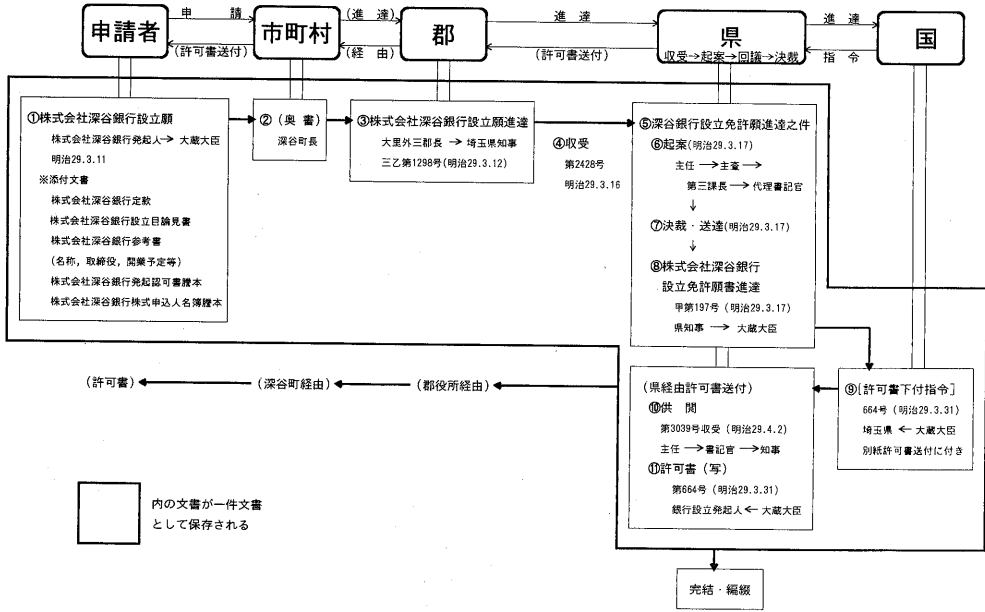 申請者
申　請
(許可書送付)
市町村
(進達)
(経由)
郡
進達
(許可書送付)
県
収受→起案→回議→決裁
進達
指令
国
①株式会社深谷銀行設立願
株式会社深谷銀行発起人→大蔵大臣
明治29.3.11
※添付文書
株式会社深谷銀行定款
株式会社深谷銀行設立目論見書
株式会社深谷銀行参考書
(名称，取締役，開業予定等)
株式会社深谷銀行発起認可書謄本
株式会社深谷銀行株式申込人名簿謄本
②(奥書)
深谷町長
③株式会社深谷銀行設立願進達
大里外三郡長→埼玉県知事
三乙第1298号(明治29.3.12)
④収受
第2428号
明治29.3.16
⑤深谷銀行設立免許願進達之件
⑥起案(明治29.3.17)
主任→主査→
第三課長→代理書記官
↓
⑦決裁・送達(明治29.3.17)
↓
⑧株式会社深谷銀行
設立免許願書進達
甲第197号(明治29.3.17)
県知事→大蔵大臣
(許可書)
(深谷町経由)
(郡役所経由)
(県経由許可書送付)
⑩供　閲
第3039号収受(明治29.4.2)
主任→書記官→知事
⑪許可書(写)
第664号(明治29.3.31)
銀行設立発起人←大蔵大臣
⑨[許可書下付指令]
664号(明治29.3.31)
埼玉県←大蔵大臣
別紙許可書送付に付き
内の文書が一件文書
として保存される
完結・編綴